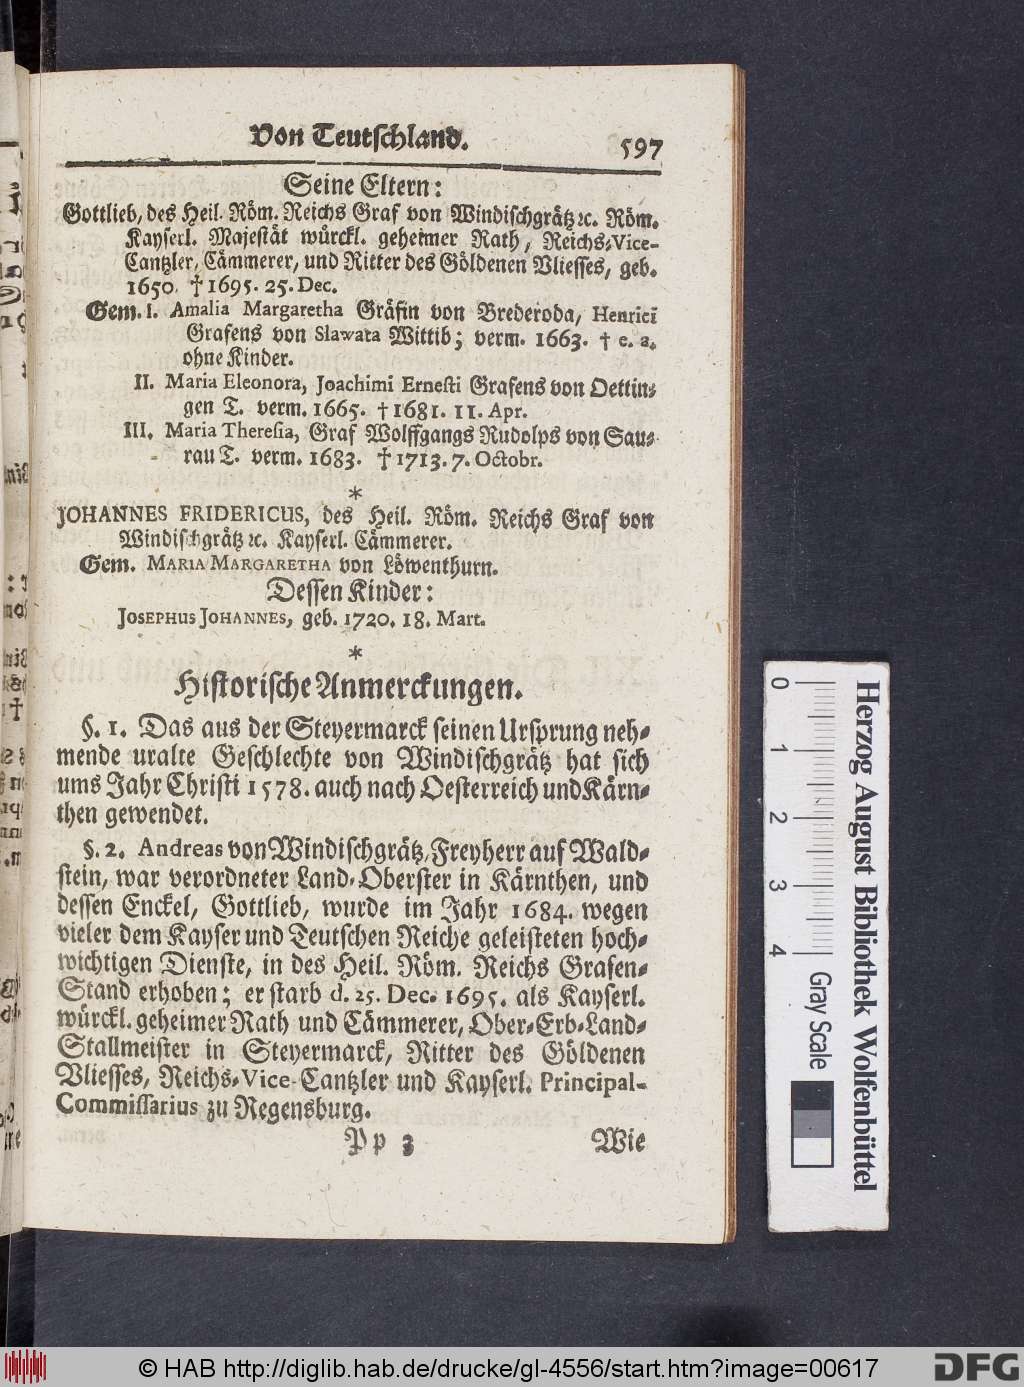 Von Teutschland. 597
Seine Eltern:
Gottlieb, des Heil. Röm. Reichs Graf von Windischgrätz ꝛc. Röm.
Kayserl. Majestät würckl. geheimer Rath, Reichs-Vice-
Cantzler, Cämmerer, und Ritter des Göldenen Vliesses, geb.
1650. † 1695. 25. Dec.
Gem. I. Amalia Margaretha Gräfin von Brederoda, Henrici
Grafens von Slawata Wittib; verm. 1663. † e. a.
ohne Kinder.
II. Maria Eleonora, Joachimi Ernesti Grafens von Oettin-
gen T. verm. 1665. † 1681. 11. Apr.
III. Maria Theresia, Graf Wolffgangs Rudolps von Sau-
rau T. verm. 1683. † 1713. 7. Octobr.
*
JOHANNES FRIDERICUS, des Heil. Röm. Reichs Graf von
Windischgrätz ꝛc. Kayserl. Cämmerer.
Gem. MARIA MARGARETHA von Löwenthurn.
Dessen Kinder:
JOSEPHUS JOHANNES, geb. 1720. 18. Mart.
*
Historische Anmerckungen.
§. 1. Das aus der Steyermarck seinen Ursprung neh-
mende uralte Geschlechte von Windischgrätz hat sich
ums Jahr Christi 1578. auch nach Oesterreich und Kärn-
then gewendet.
§. 2. Andreas von Windischgrätz, Freyherr auf Wald-
stein, war verordneter Land-Oberster in Kärnthen, und
dessen Enckel, Gottlieb, wurde im Jahr 1684. wegen
vieler dem Kayser und Teutschen Reiche geleisteten hoch-
wichtigen Dienste, in des Heil. Röm. Reichs Grafen-
Stand erhoben; er starb d. 25. Dec. 1695. als Kayserl.
würckl. geheimer Rath und Cämmerer, Ober-Erb-Land-
Stallmeister in Steyermarck, Ritter des Göldenen
Vliesses, Reichs-Vice-Cantzler und Kayserl. Principal-
Commissarius zu Regensburg.
Pp 3 Wie
0 1 2 3 4 Gray Scale
Herzog August Bibliothek Wolfenbüttel
© HAB http://diglib.hab.de/drucke/gl-4556/start.htm?image=00617
DFG